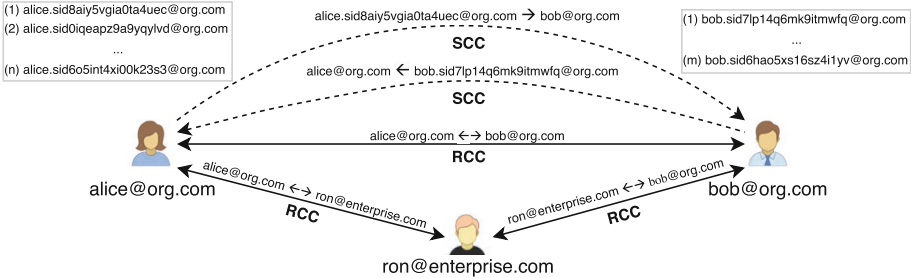 (1) alice.sid8aiy5vgia0ta4uec@org.com
(2) alice.sid0iqeapz9a9yqylvd@org.com
...
(n) alice.sid6o5int4xi00k23s3@org.com
alice.sid8aiy5vgia0ta4uec@org.com → bob@org.com
SCC
alice@org.com ← bob.sid7lp14q6mk9itmwfq@org.com
SCC
(1) bob.sid7lp14q6mk9itmwfq@org.com
...
(m) bob.sid6hao5xs16sz4i1yv@org.com
alice@org.com ↔ bob@org.com
RCC
alice@org.com
bob@org.com
alice@org.com ↔ ron@enterprise.com
RCC
ron@enterprise.com ↔ bob@org.com
RCC
ron@enterprise.com